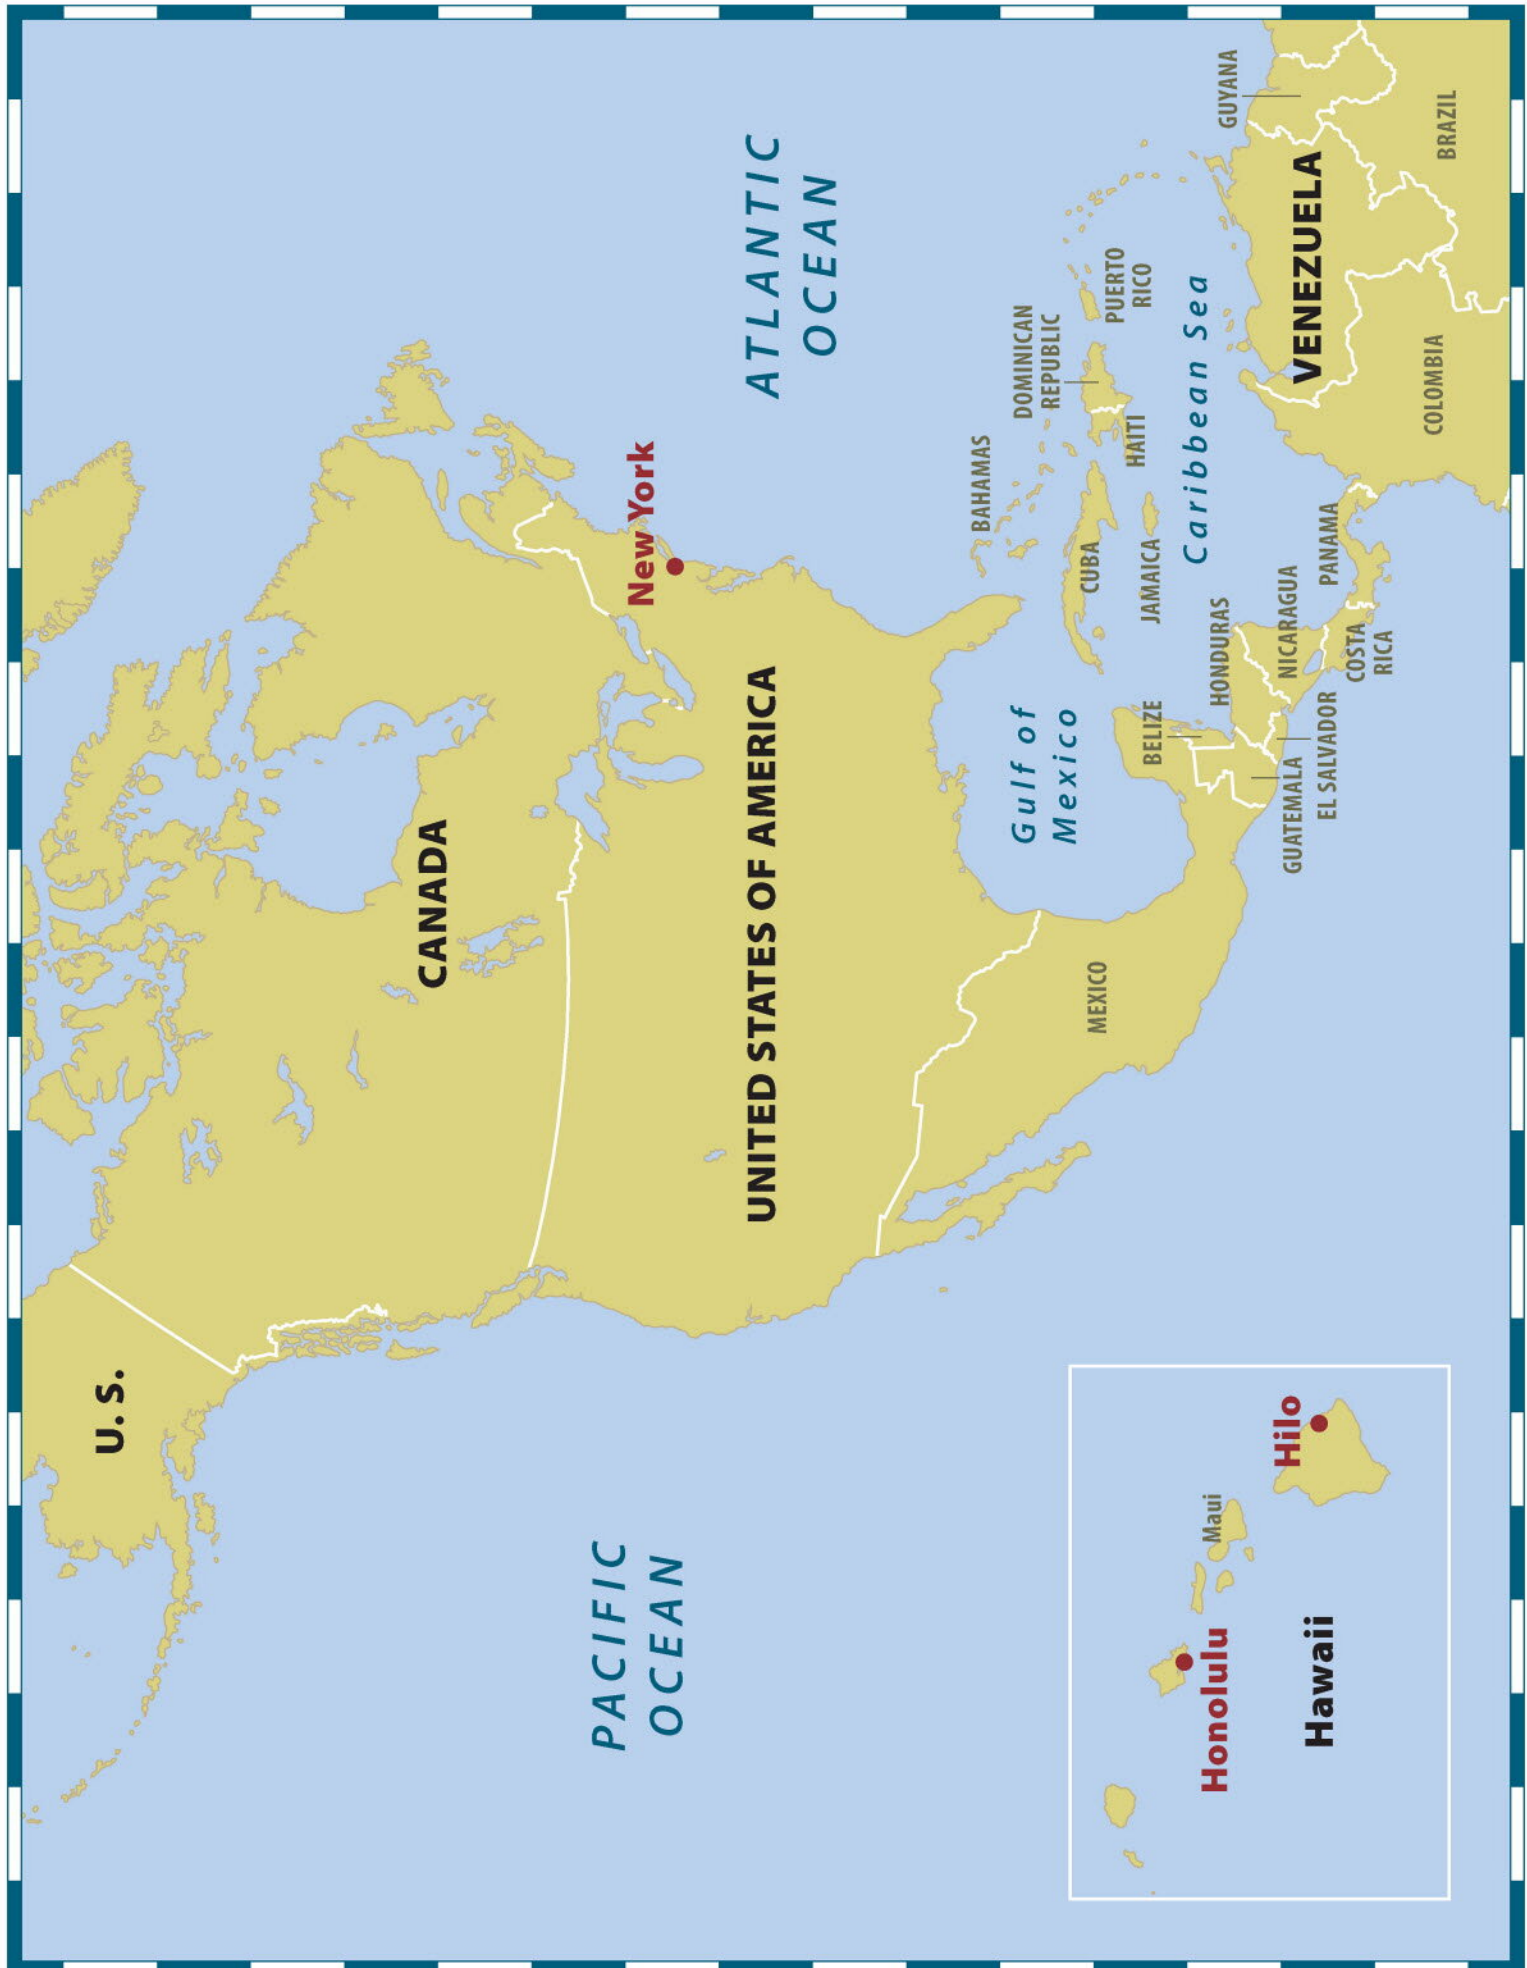 U. S.
CANADA
UNITED STATES OF AMERICA
New York
PACIFIC
OCEAN
ATLANTIC
OCEAN
Gulf of
Mexico
MEXICO
BAHAMAS
CUBA
JAMAICA
HAITI
DOMINICAN
REPUBLIC
PUERTO
RICO
Caribbean Sea
BELIZE
HONDURAS
GUATEMALA
EL SALVADOR
NICARAGUA
COSTA
RICA
PANAMA
GUYANA
VENEZUELA
COLOMBIA
BRAZIL
Honolulu
Maui
Hilo
Hawaii